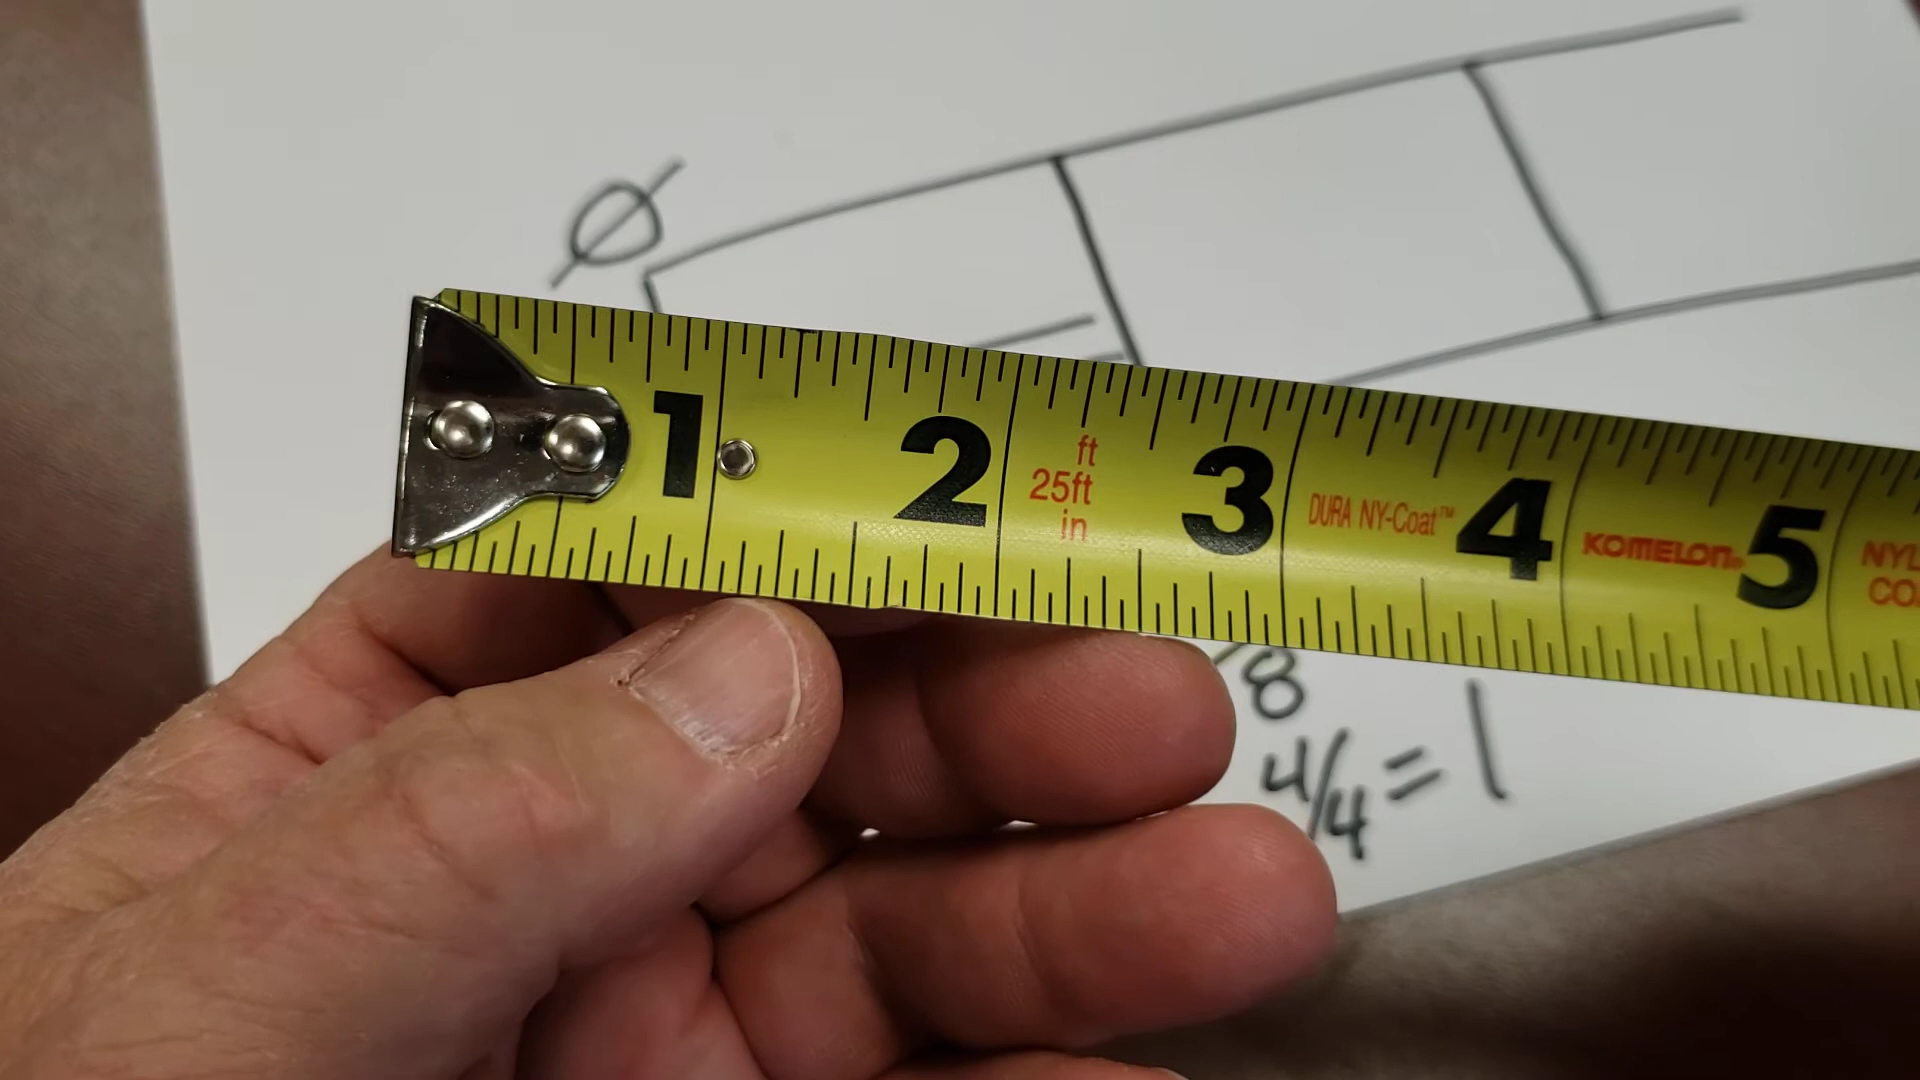 Ø
1 2 3 4 5
ft
25ft
in
DURA NY-Coat™
KOMELON®
8
4/4 = 1